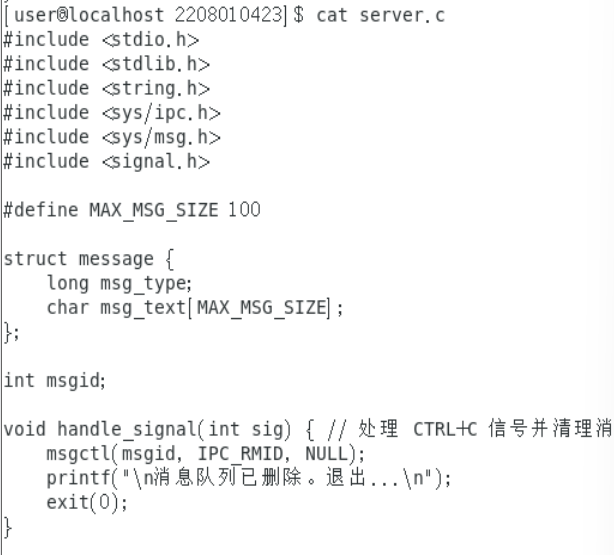 [user@localhost 2208010423]$ cat server.c
#include <stdio.h>
#include <stdlib.h>
#include <string.h>
#include <sys/ipc.h>
#include <sys/msg.h>
#include <signal.h>

#define MAX_MSG_SIZE 100

struct message {
    long msg_type;
    char msg_text[MAX_MSG_SIZE];
};

int msgid;

void handle_signal(int sig) { // 处理 CTRL+C 信号并清理消
    msgctl(msgid, IPC_RMID, NULL);
    printf("\n消息队列已删除。退出...\n");
    exit(0);
}